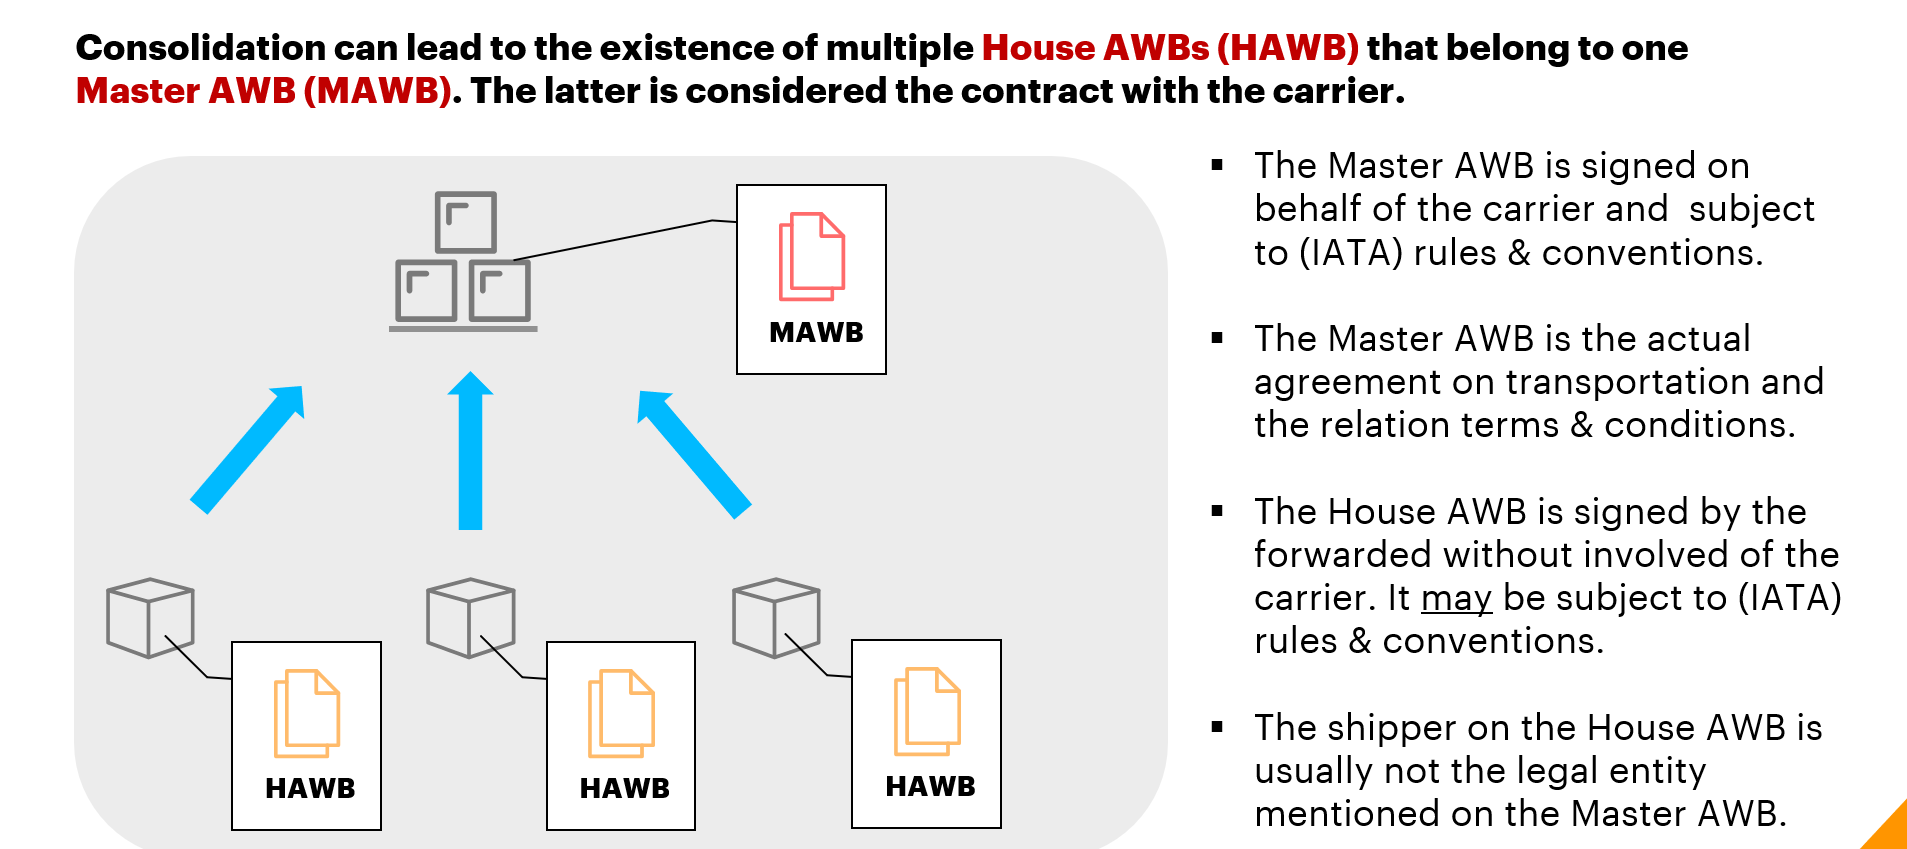 Consolidation can lead to the existence of multiple House AWBs (HAWB) that belong to one
Master AWB (MAWB). The latter is considered the contract with the carrier.
MAWB
HAWB
HAWB
HAWB
▪ The Master AWB is signed on
behalf of the carrier and  subject
to (IATA) rules & conventions.
▪ The Master AWB is the actual
agreement on transportation and
the relation terms & conditions.
▪ The House AWB is signed by the
forwarded without involved of the
carrier. It may be subject to (IATA)
rules & conventions.
▪ The shipper on the House AWB is
usually not the legal entity
mentioned on the Master AWB.